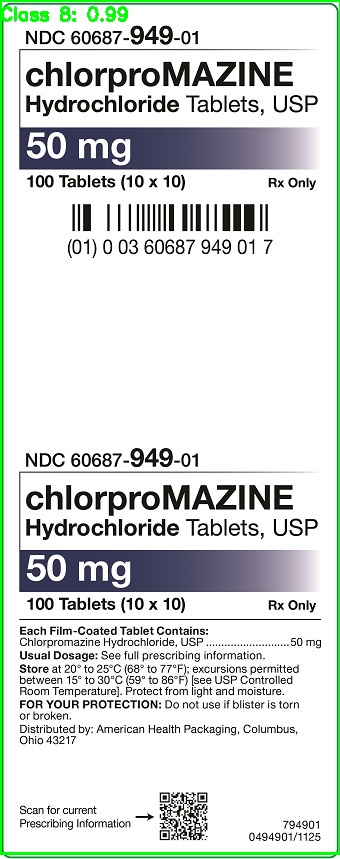 Class 8: 0.99
NDC 60687-949-01
chlorproMAZINE
Hydrochloride Tablets, USP
50 mg
100 Tablets (10 x 10) Rx Only
(01) 0 03 60687 949 01 7
NDC 60687-949-01
chlorproMAZINE
Hydrochloride Tablets, USP
50 mg
100 Tablets (10 x 10) Rx Only
Each Film-Coated Tablet Contains:
Chlorpromazine Hydrochloride, USP ...........................50 mg
Usual Dosage: See full prescribing information.
Store at 20° to 25°C (68° to 77°F); excursions permitted
between 15° to 30°C (59° to 86°F) [see USP Controlled
Room Temperature]. Protect from light and moisture.
FOR YOUR PROTECTION: Do not use if blister is torn
or broken.
Distributed by: American Health Packaging, Columbus,
Ohio 43217
Scan for current
Prescribing Information →
794901
0494901/1125